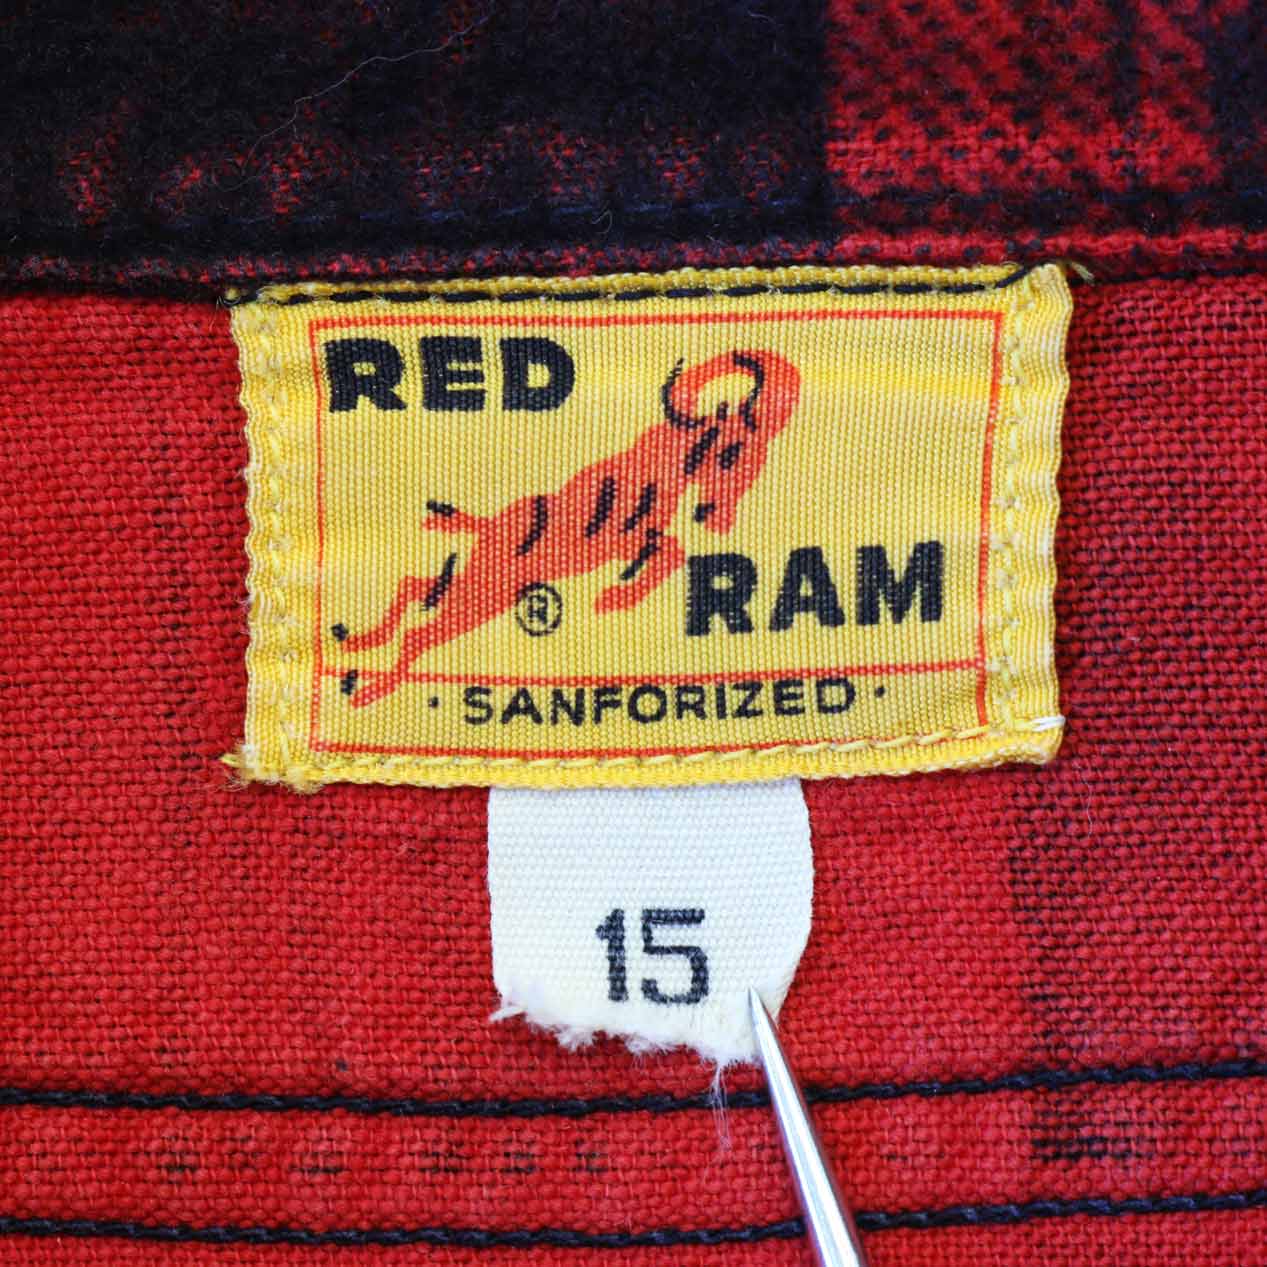 RED
RAM
®
· SANFORIZED ·
15